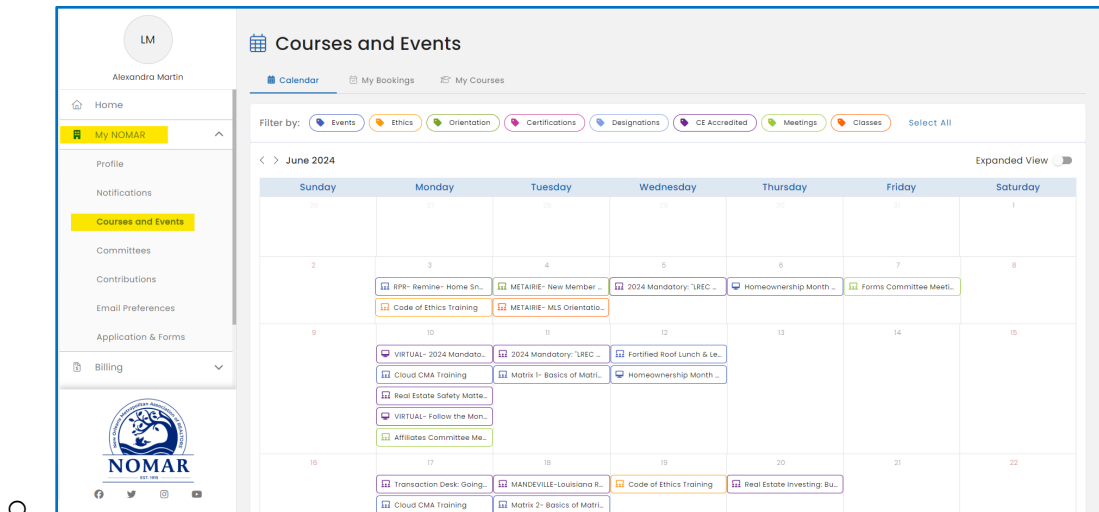 LM
Alexandra Martin
Home
My NOMAR
Profile
Notifications
Courses and Events
Committees
Contributions
Email Preferences
Application & Forms
Billing
New Orleans Metropolitan Association of REALTORS
NOMAR
EST. 1915
Courses and Events
Calendar My Bookings My Courses
Filter by: Events Ethics Orientation Certifications Designations CE Accredited Meetings Classes Select All
< > June 2024 Expanded View
Sunday Monday Tuesday Wednesday Thursday Friday Saturday
26 27 28 29 30 31 1
2 3 4 5 6 7 8
RPR- Remine- Home Sn... METAIRIE- New Member ... 2024 Mandatory: "LREC ... Homeownership Month ... Forms Committee Meeti...
Code of Ethics Training METAIRIE- MLS Orientatio...
9 10 11 12 13 14 15
VIRTUAL- 2024 Mandato... 2024 Mandatory: "LREC ... Fortified Roof Lunch & Le...
Cloud CMA Training Matrix 1- Basics of Matri... Homeownership Month ...
Real Estate Safety Matte...
VIRTUAL- Follow the Mon...
Affiliates Committee Me...
16 17 18 19 20 21 22
Transaction Desk: Going... MANDEVILLE-Louisiana R... Code of Ethics Training Real Estate Investing: Bu...
Cloud CMA Training Matrix 2- Basics of Matri...